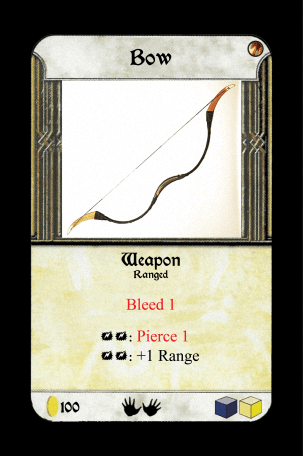 Bow
Weapon
Ranged
Bleed 1
: Pierce 1
: +1 Range
100